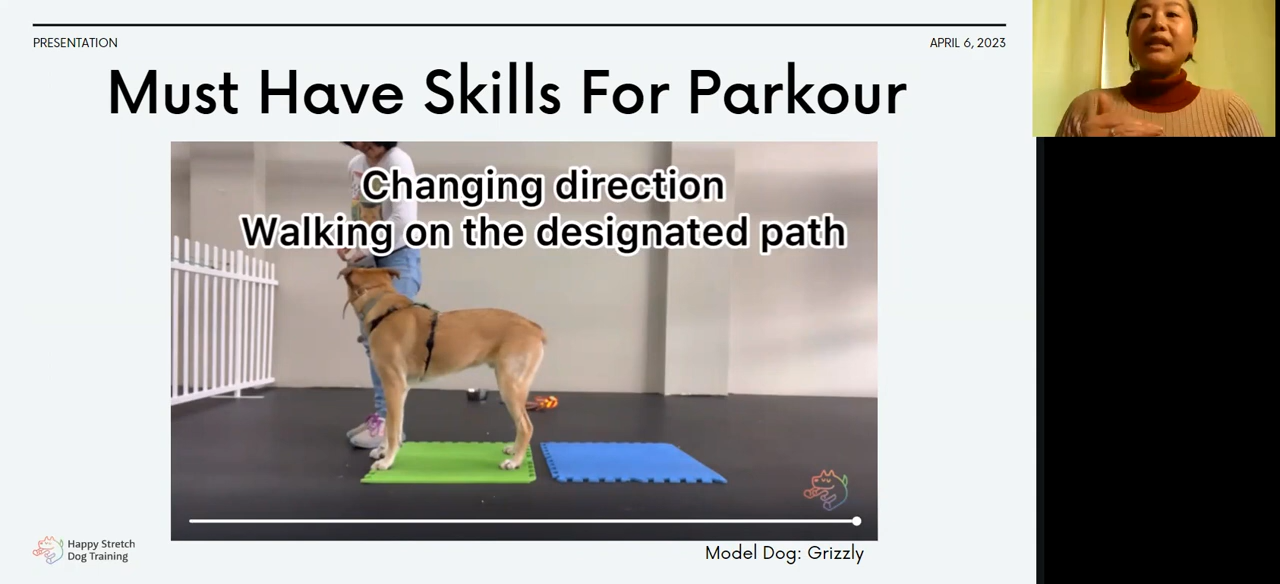 PRESENTATION
APRIL 6, 2023
Must Have Skills For Parkour
Changing direction
Walking on the designated path
Happy Stretch
Dog Training
Model Dog: Grizzly